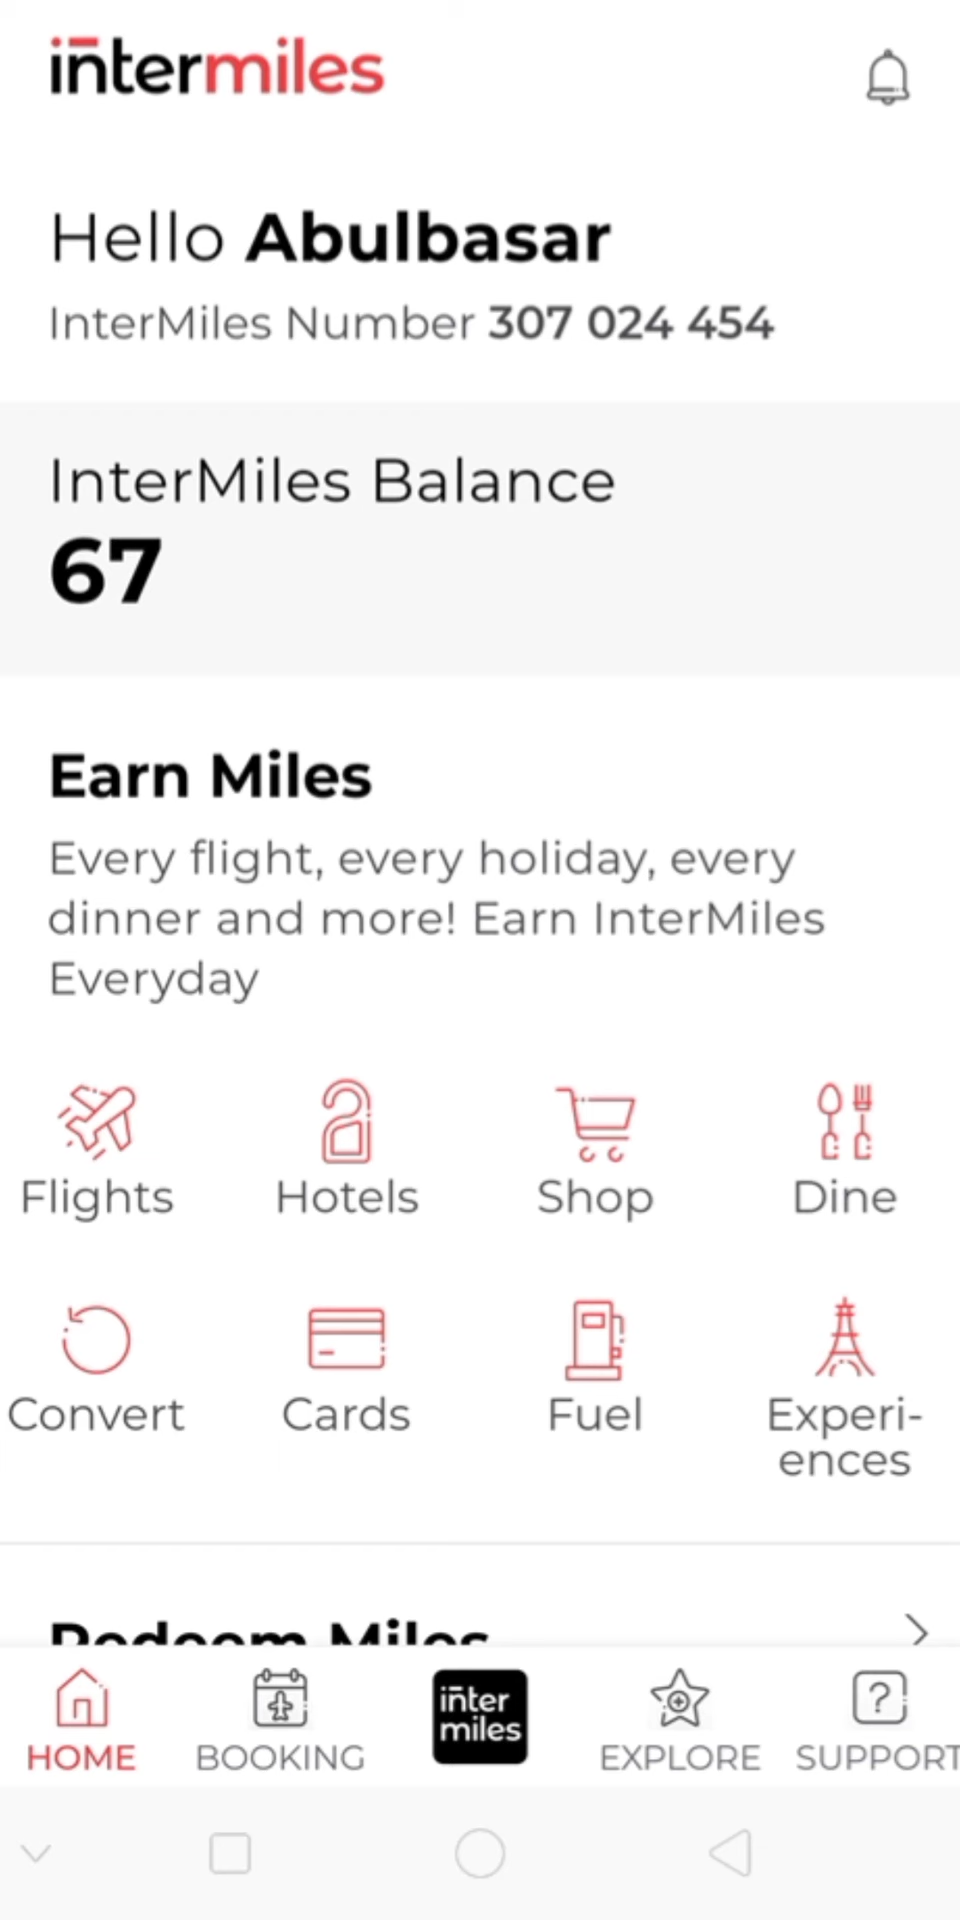 intermiles
Hello Abulbasar
InterMiles Number 307 024 454
InterMiles Balance
67
Earn Miles
Every flight, every holiday, every
dinner and more! Earn InterMiles
Everyday
Flights Hotels Shop Dine
Convert Cards Fuel Experi-
ences
Redeem Miles
inter
miles
HOME BOOKING EXPLORE SUPPORT